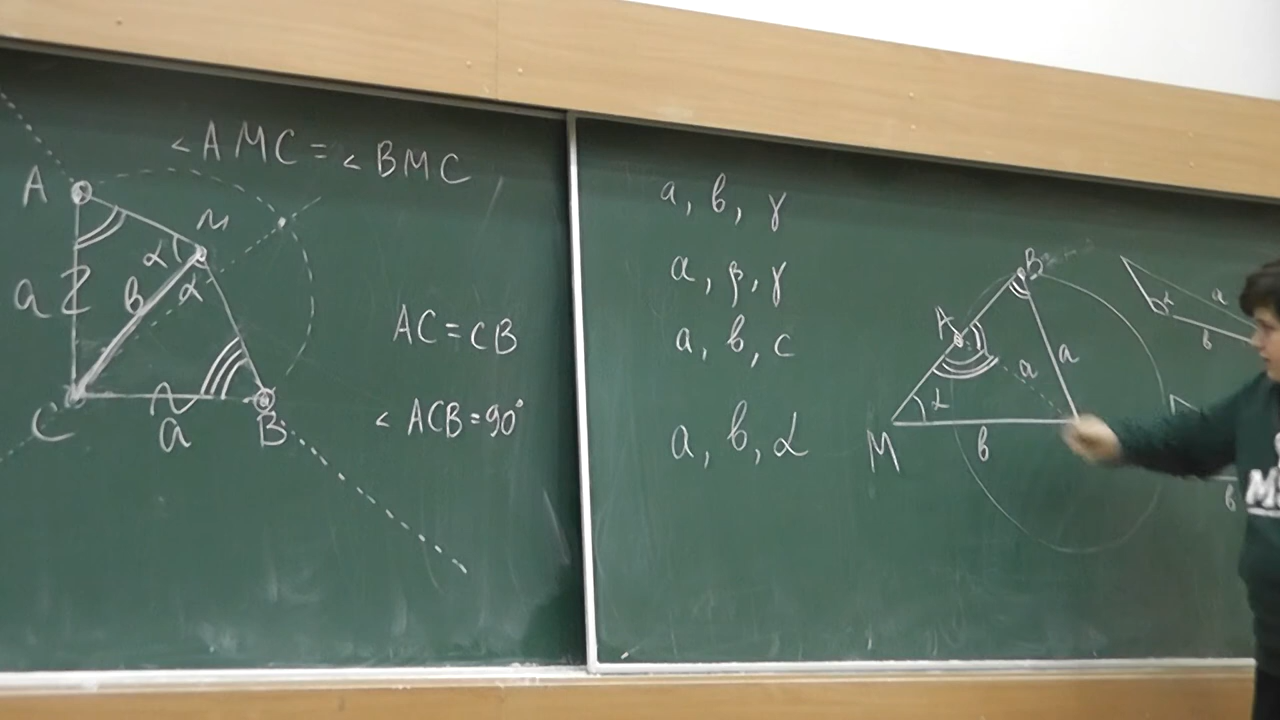 ∠AMC = ∠BMC
A
M
α
a
в
α
AC = CB
∠ACB = 90°
C
a
B
a, в, γ
a, β, γ
a, в, c
a, в, α
B
A
a
a
α
M
в
α
a
в
в
M